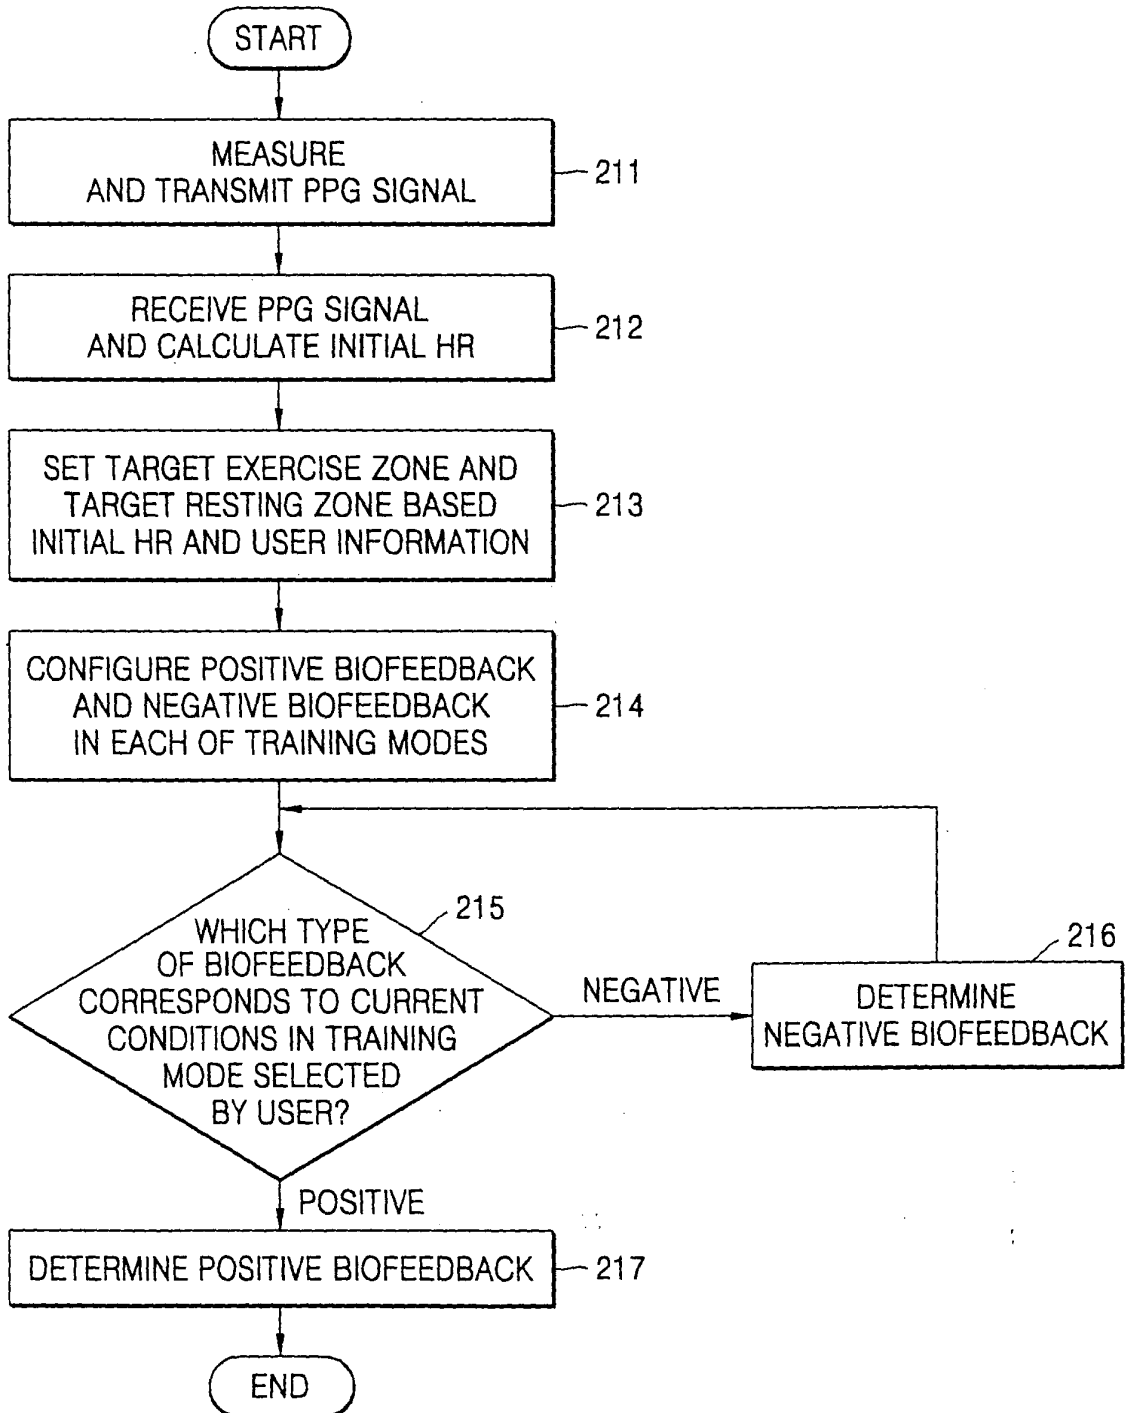 START
MEASURE
AND TRANSMIT PPG SIGNAL
211
RECEIVE PPG SIGNAL
AND CALCULATE INITIAL HR
212
SET TARGET EXERCISE ZONE AND
TARGET RESTING ZONE BASED
INITIAL HR AND USER INFORMATION
213
CONFIGURE POSITIVE BIOFEEDBACK
AND NEGATIVE BIOFEEDBACK
IN EACH OF TRAINING MODES
214
215
WHICH TYPE
OF BIOFEEDBACK
CORRESPONDS TO CURRENT
CONDITIONS IN TRAINING
MODE SELECTED
BY USER?
NEGATIVE
216
DETERMINE
NEGATIVE BIOFEEDBACK
POSITIVE
DETERMINE POSITIVE BIOFEEDBACK
217
END